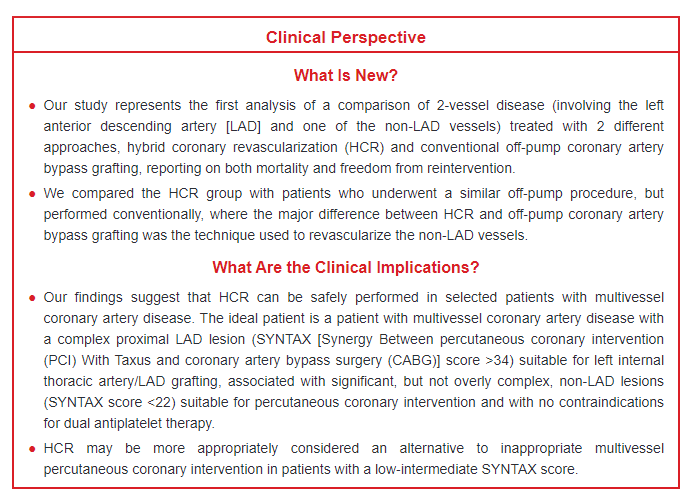 Clinical Perspective
What Is New?
● Our study represents the first analysis of a comparison of 2-vessel disease (involving the left
anterior descending artery [LAD] and one of the non-LAD vessels) treated with 2 different
approaches, hybrid coronary revascularization (HCR) and conventional off-pump coronary artery
bypass grafting, reporting on both mortality and freedom from reintervention.
● We compared the HCR group with patients who underwent a similar off-pump procedure, but
performed conventionally, where the major difference between HCR and off-pump coronary artery
bypass grafting was the technique used to revascularize the non-LAD vessels.
What Are the Clinical Implications?
● Our findings suggest that HCR can be safely performed in selected patients with multivessel
coronary artery disease. The ideal patient is a patient with multivessel coronary artery disease with
a complex proximal LAD lesion (SYNTAX [Synergy Between percutaneous coronary intervention
(PCI) With Taxus and coronary artery bypass surgery (CABG)] score >34) suitable for left internal
thoracic artery/LAD grafting, associated with significant, but not overly complex, non-LAD lesions
(SYNTAX score <22) suitable for percutaneous coronary intervention and with no contraindications
for dual antiplatelet therapy.
● HCR may be more appropriately considered an alternative to inappropriate multivessel
percutaneous coronary intervention in patients with a low-intermediate SYNTAX score.